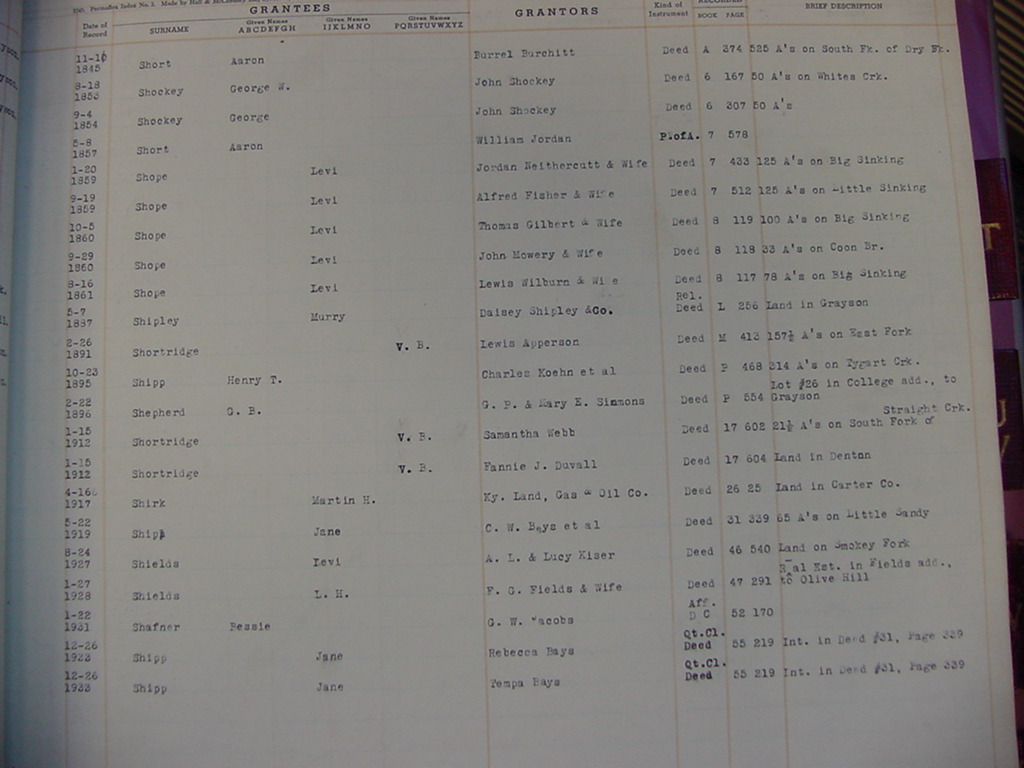 GRANTEES GRANTORS Kind of Instrument RECORDED BRIEF DESCRIPTION
Date of Record SURNAME Given Names ABCDEFGH Given Names IJKLMNO Given Names PQRSTUVWXYZ BOOK PAGE
11-16 1845 Short Aaron Burrel Burchitt Deed A 374 525 A's on South Fk. of Dry Fk.
8-18 1853 Shockey George W. John Shockey Deed 6 167 50 A's on Whites Crk.
9-4 1854 Shockey George John Shockey Deed 6 307 50 A's
5-8 1857 Short Aaron William Jordan P.ofA. 7 578
1-20 1859 Shope Levi Jordan Neithercutt & Wife Deed 7 433 125 A's on Big Sinking
9-19 1859 Shope Levi Alfred Fisher & Wife Deed 7 512 125 A's on Little Sinking
10-5 1860 Shope Levi Thomas Gilbert & Wife Deed 8 119 100 A's on Big Sinking
9-29 1860 Shope Levi John Mowery & Wife Deed 8 118 33 A's on Coon Br.
8-16 1861 Shope Levi Lewis Wilburn & Wife Deed 8 117 78 A's on Big Sinking
5-7 1887 Shipley Murry Daisey Shipley &Co. Rel. Deed L 256 Land in Grayson
2-26 1891 Shortridge V. B. Lewis Apperson Deed M 413 157½ A's on East Fork
10-23 1895 Shipp Henry T. Charles Koehn et al Deed P 468 314 A's on Tygart Crk.
2-22 1896 Shepherd G. B. G. P. & Mary E. Simmons Deed P 554 Lot #26 in College add., to Grayson
1-15 1912 Shortridge V. B. Samantha Webb Deed 17 602 21½ A's on South Fork of Straight Crk.
1-15 1912 Shortridge V. B. Fannie J. Duvall Deed 17 604 Land in Denton
4-16 1917 Shirk Martin H. Ky. Land, Gas & Oil Co. Deed 26 25 Land in Carter Co.
5-22 1919 Shipp Jane C. W. Bays et al Deed 31 339 65 A's on Little Sandy
8-24 1927 Shields Levi A. L. & Lucy Kiser Deed 46 540 Land on Smokey Fork
1-27 1928 Shields L. H. F. G. Fields & Wife Deed 47 291 Real Est. in Fields add., to Olive Hill
1-22 1931 Shafner Bessie G. W. Jacobs Aff. D C 52 170
12-26 1933 Shipp Jane Rebecca Bays Qt.Cl. Deed 55 219 Int. in Deed #31, Page 339
12-26 1933 Shipp Jane Tempa Bays Qt.Cl. Deed 55 219 Int. in Deed #31, Page 339